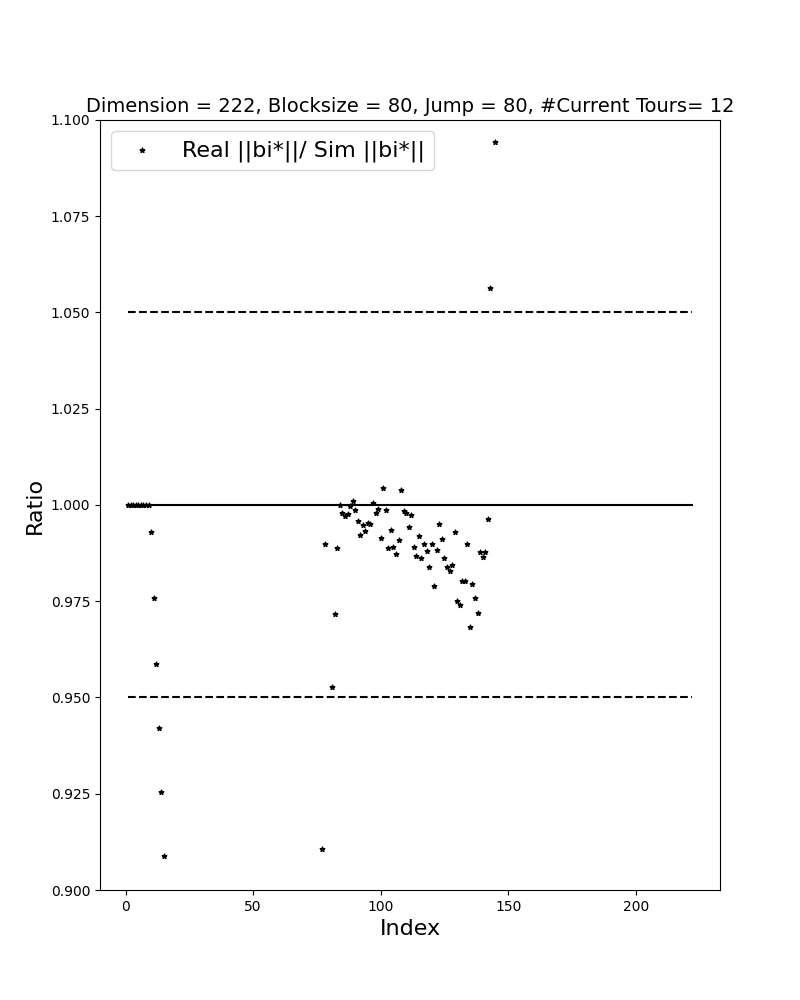 Dimension = 222, Blocksize = 80, Jump = 80, #Current Tours= 12
Real ||bi*||/ Sim ||bi*||
1.100
1.075
1.050
1.025
1.000
0.975
0.950
0.925
0.900
Ratio
0 50 100 150 200
Index